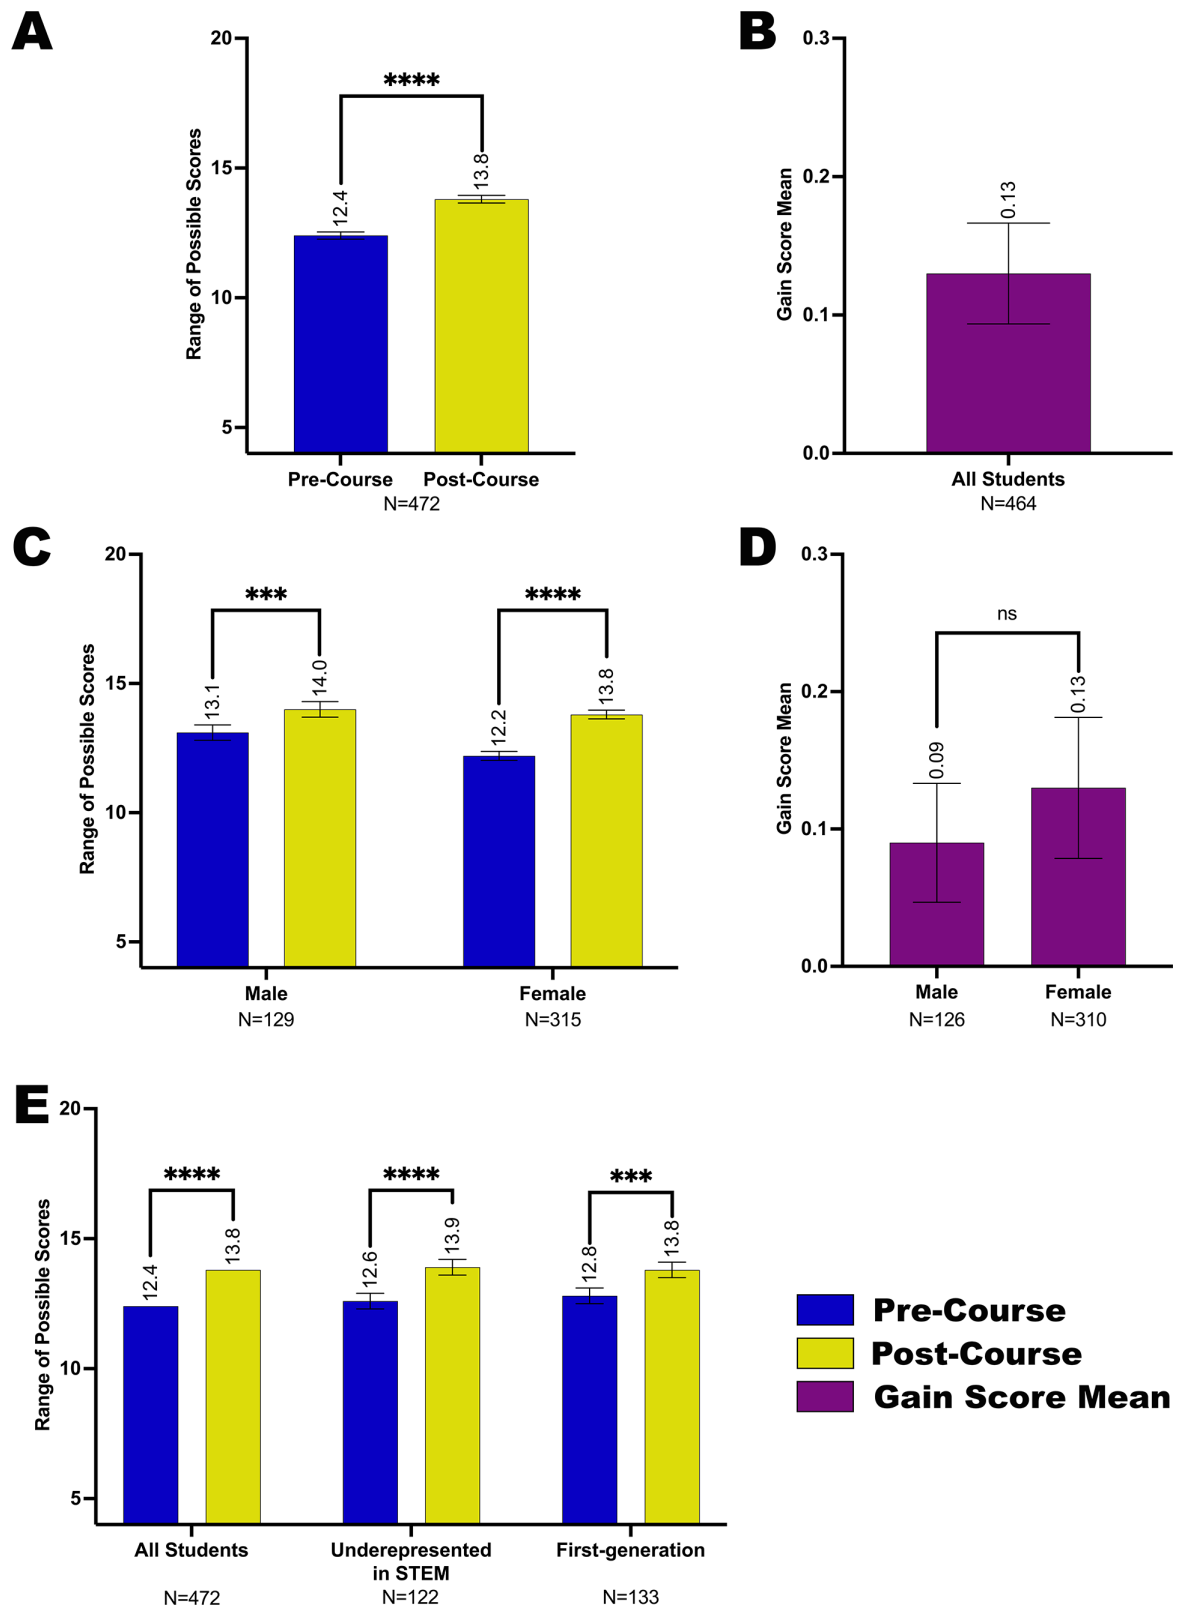 A
20
15
10
5
Range of Possible Scores
****
12.4
13.8
Pre-Course
Post-Course
N=472
B
0.3
0.2
0.1
0.0
Gain Score Mean
0.13
All Students
N=464
C
20
15
10
5
Range of Possible Scores
***
13.1
14.0
****
12.2
13.8
Male
Female
N=129
N=315
D
0.3
0.2
0.1
0.0
Gain Score Mean
ns
0.09
0.13
Male
Female
N=126
N=310
E
20
15
10
5
Range of Possible Scores
****
12.4
13.8
****
12.6
13.9
***
12.8
13.8
All Students
Underepresented
in STEM
First-generation
N=472
N=122
N=133
Pre-Course
Post-Course
Gain Score Mean